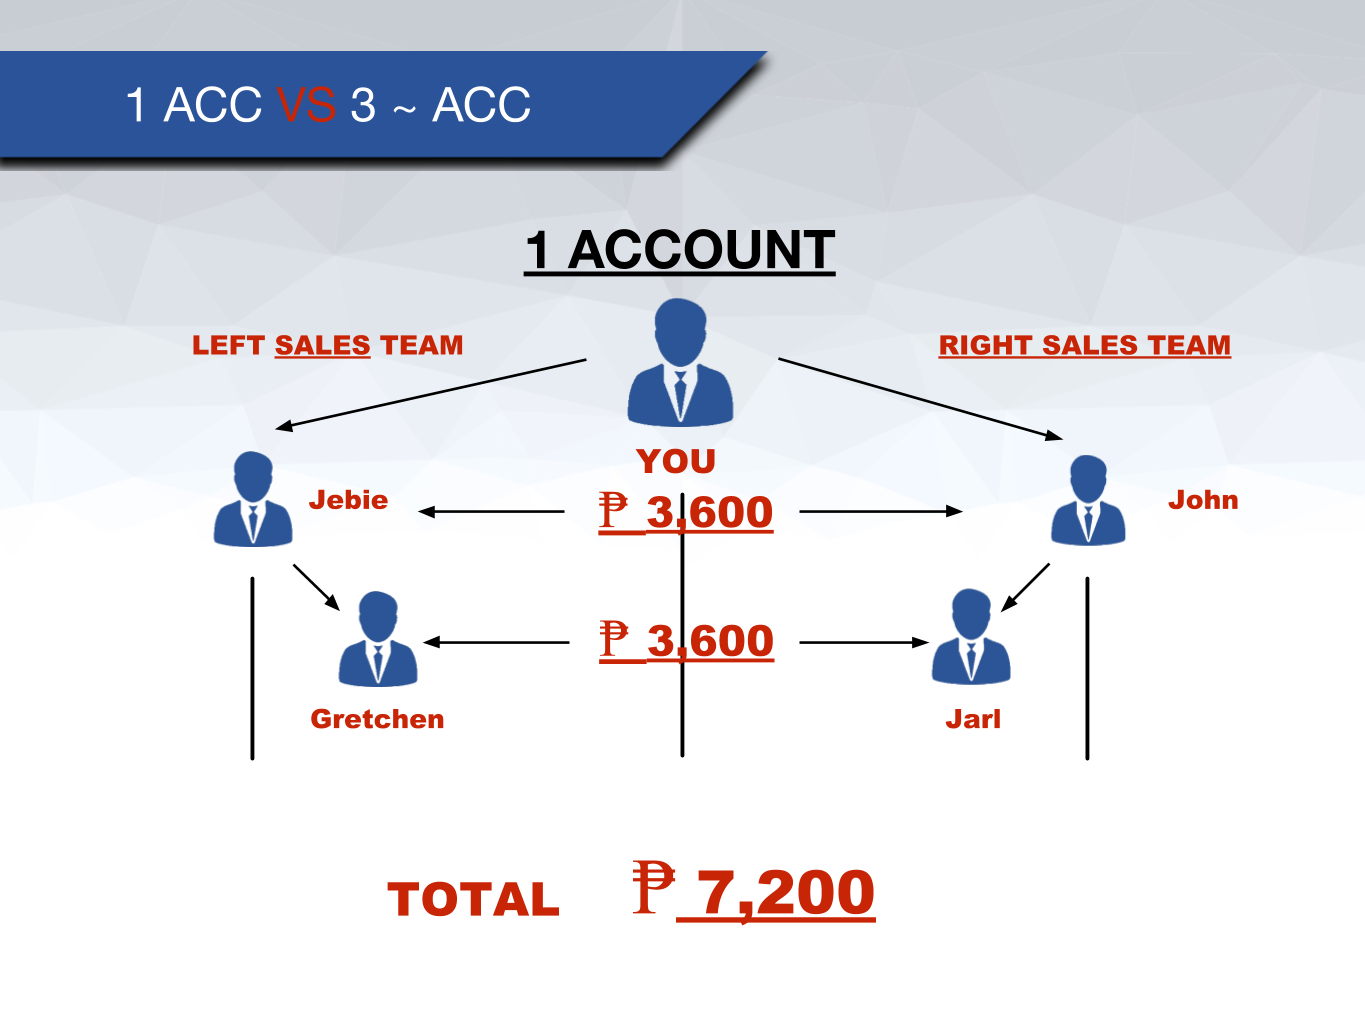 1 ACC VS 3 ~ ACC
1 ACCOUNT
LEFT SALES TEAM
RIGHT SALES TEAM
YOU
Jebie
₱ 3,600
John
₱ 3,600
Gretchen
Jarl
TOTAL ₱ 7,200